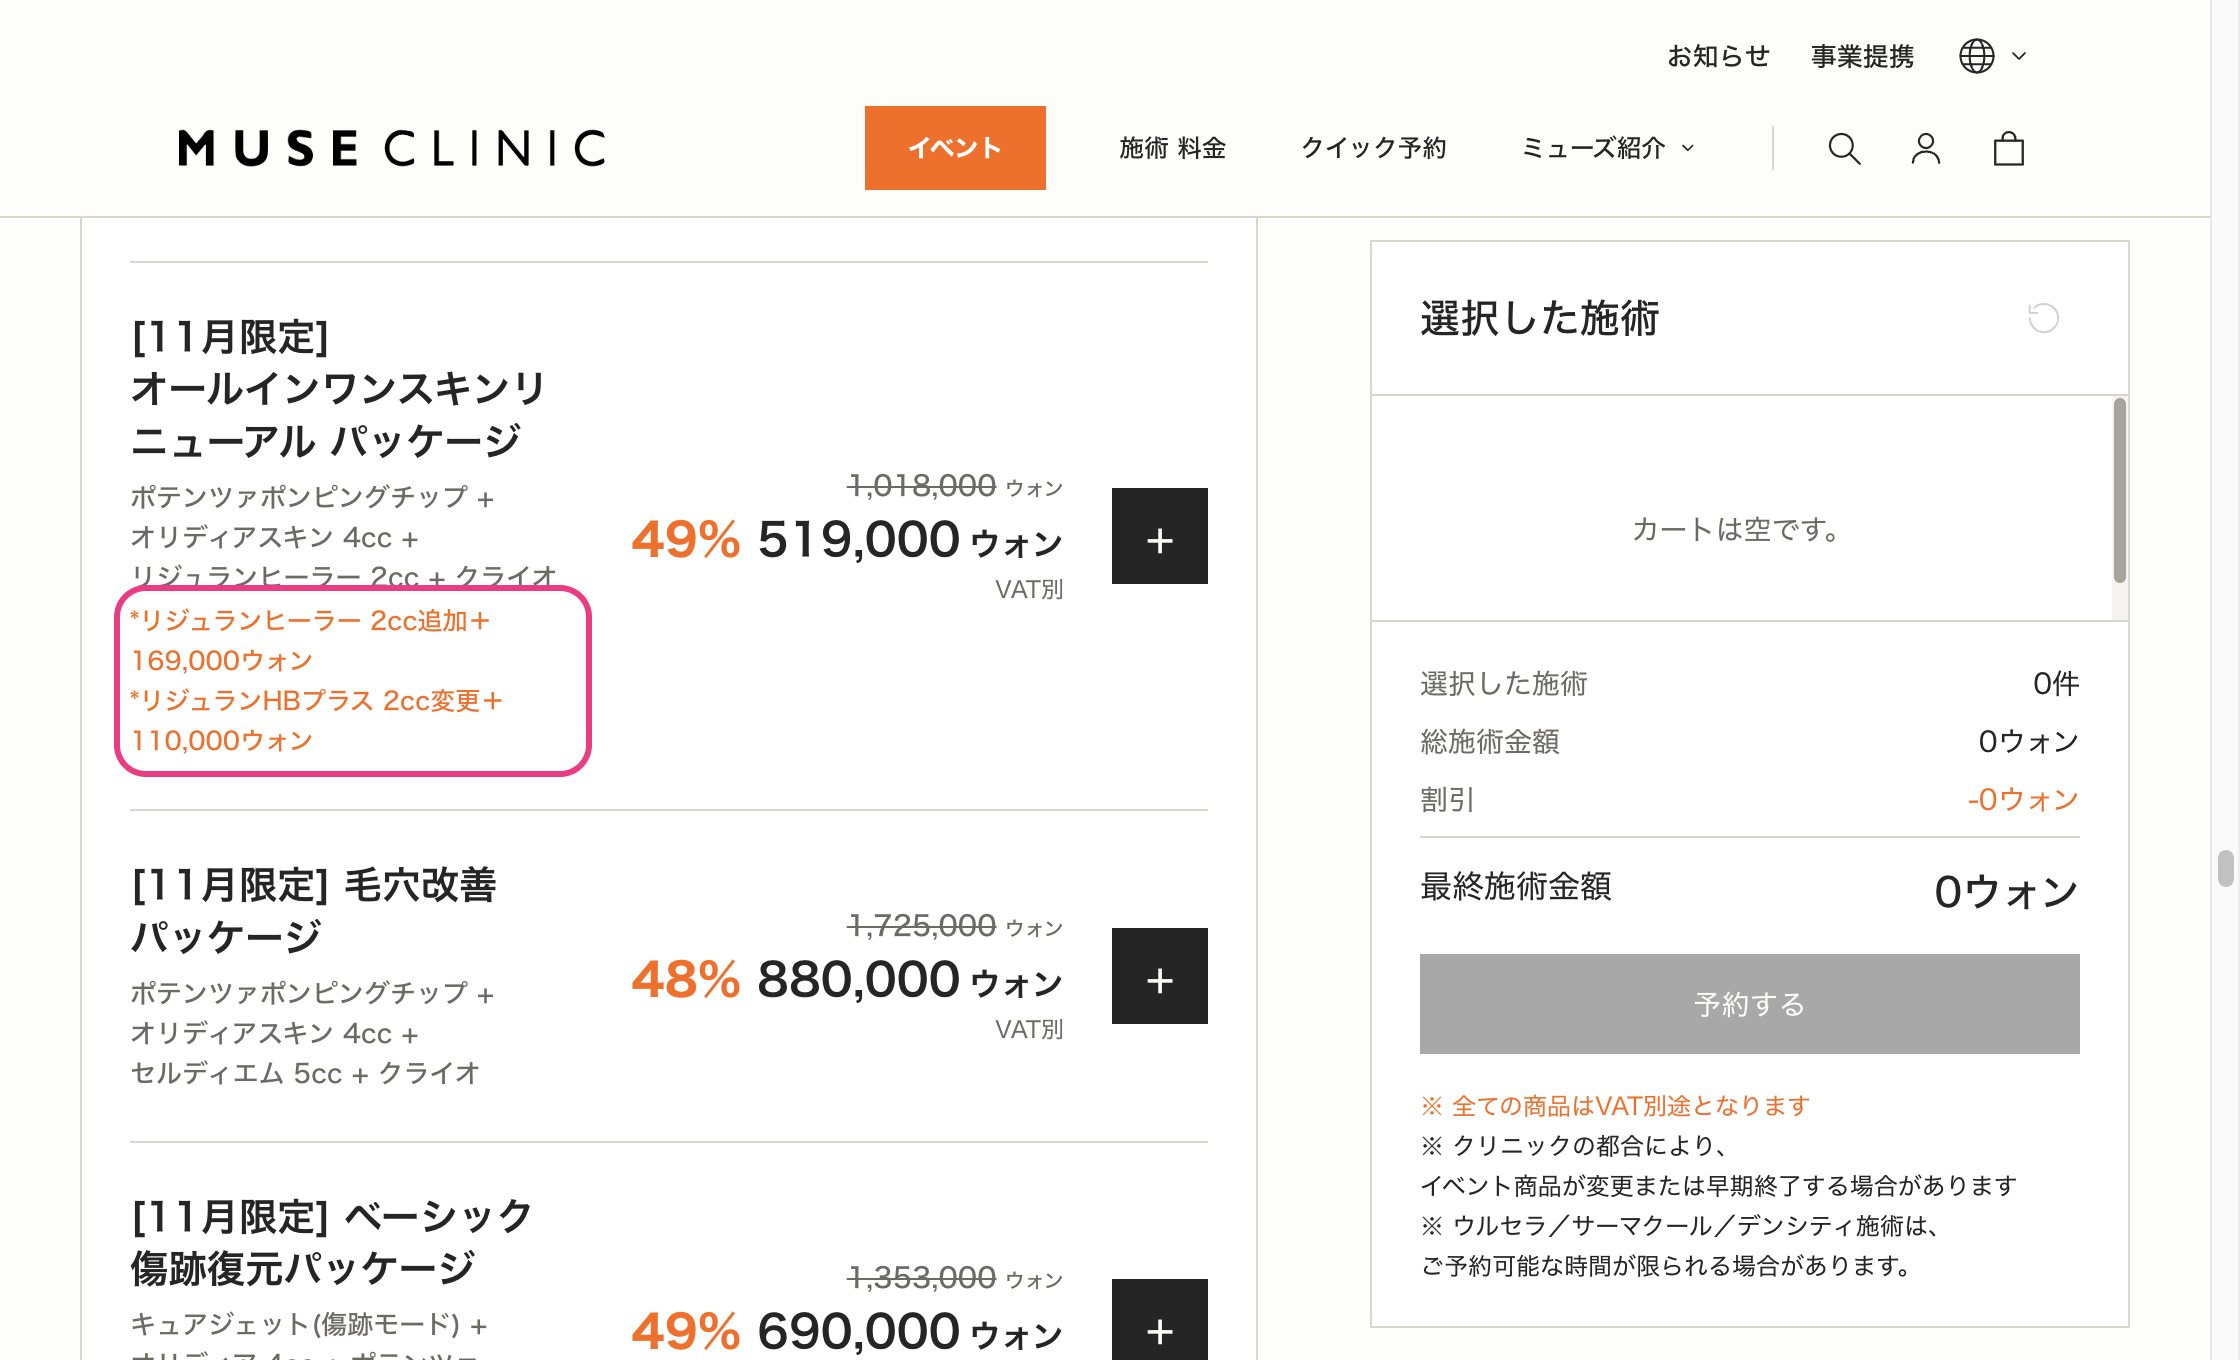 お知らせ 事業提携
MUSE CLINIC
イベント 施術 料金 クイック予約 ミューズ紹介
[11月限定]
オールインワンスキンリ
ニューアル パッケージ
ポテンツァポンピングチップ +
オリディアスキン 4cc +
リジュランヒーラー 2cc + クライオ
*リジュランヒーラー 2cc追加+
169,000ウォン
*リジュランHBプラス 2cc変更+
110,000ウォン
1,018,000 ウォン
49% 519,000 ウォン
VAT別
+
[11月限定] 毛穴改善
パッケージ
ポテンツァポンピングチップ +
オリディアスキン 4cc +
セルディエム 5cc + クライオ
1,725,000 ウォン
48% 880,000 ウォン
VAT別
+
[11月限定] ベーシック
傷跡復元パッケージ
キュアジェット(傷跡モード) +
1,353,000 ウォン
49% 690,000 ウォン
+
選択した施術
カートは空です。
選択した施術 0件
総施術金額 0ウォン
割引 -0ウォン
最終施術金額 0ウォン
予約する
※ 全ての商品はVAT別途となります
※ クリニックの都合により、
イベント商品が変更または早期終了する場合があります
※ ウルセラ／サーマクール／デンシティ施術は、
ご予約可能な時間が限られる場合があります。